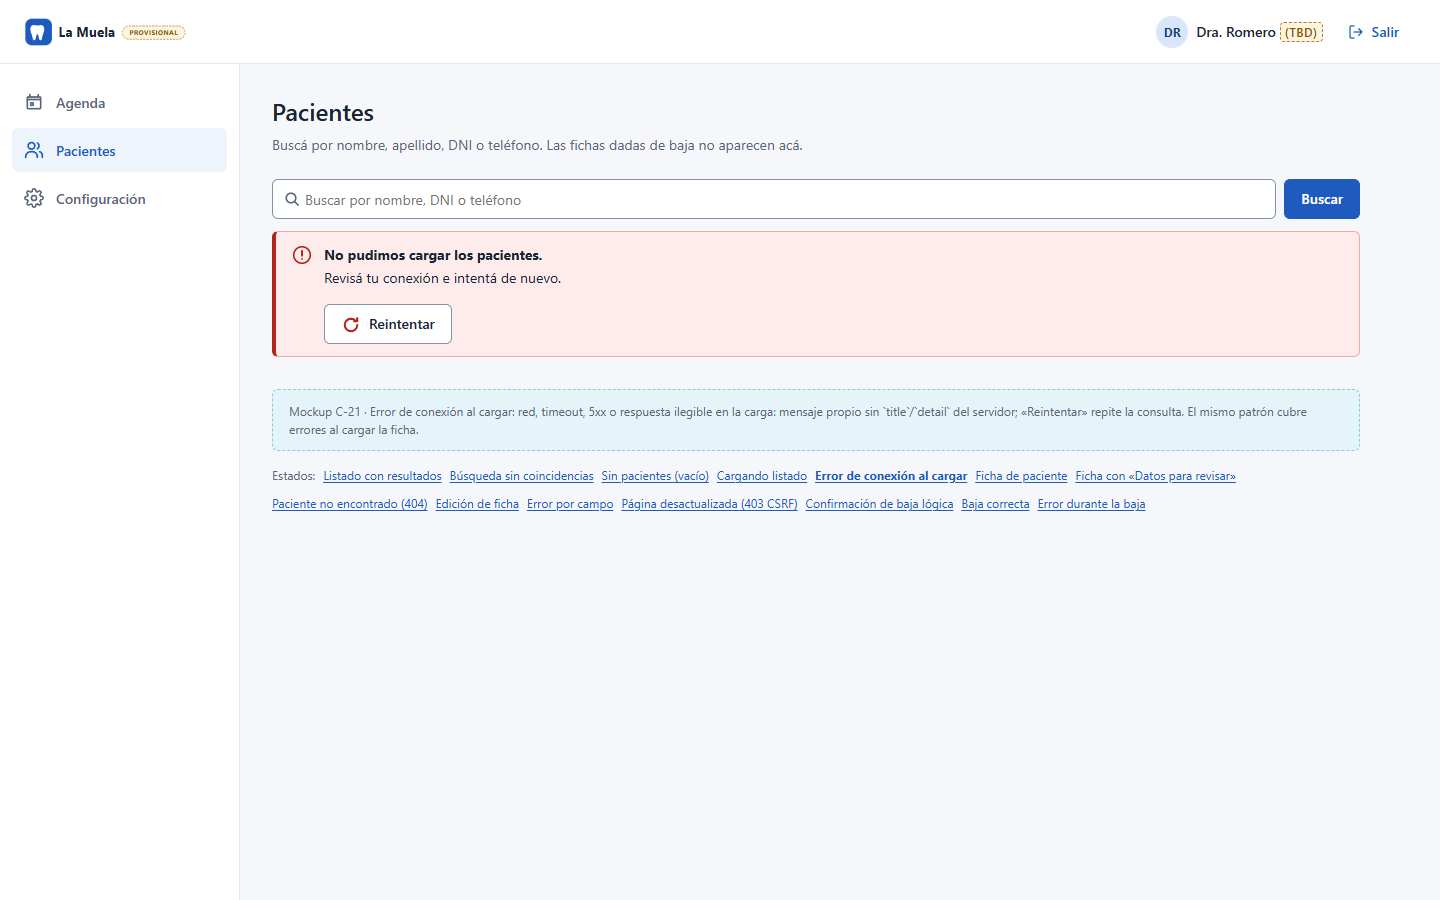 La Muela PROVISIONAL
DR Dra. Romero (TBD) Salir
Agenda
Pacientes
Configuración
Pacientes
Buscá por nombre, apellido, DNI o teléfono. Las fichas dadas de baja no aparecen acá.
Buscar por nombre, DNI o teléfono
Buscar
No pudimos cargar los pacientes.
Revisá tu conexión e intentá de nuevo.
Reintentar
Mockup C-21 · Error de conexión al cargar: red, timeout, 5xx o respuesta ilegible en la carga: mensaje propio sin `title`/`detail` del servidor; «Reintentar» repite la consulta. El mismo patrón cubre
errores al cargar la ficha.
Estados: Listado con resultados Búsqueda sin coincidencias Sin pacientes (vacío) Cargando listado Error de conexión al cargar Ficha de paciente Ficha con «Datos para revisar»
Paciente no encontrado (404) Edición de ficha Error por campo Página desactualizada (403 CSRF) Confirmación de baja lógica Baja correcta Error durante la baja